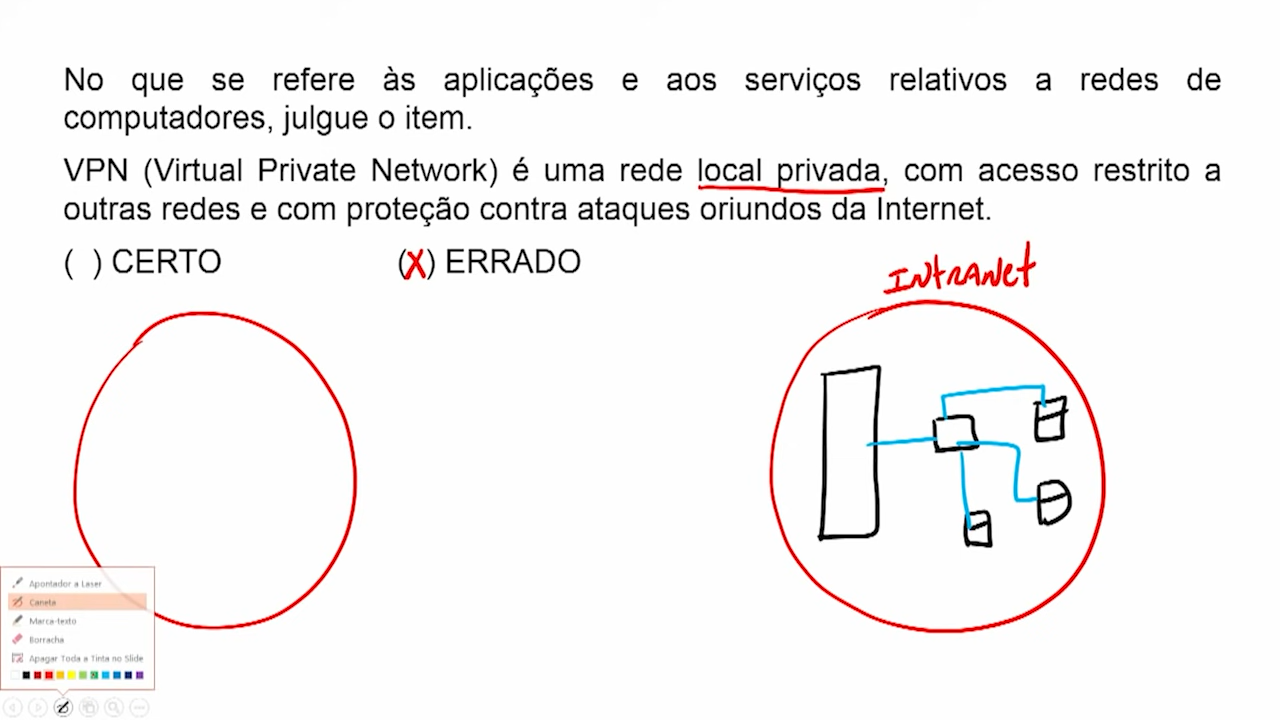 No que se refere às aplicações e aos serviços relativos a redes de
computadores, julgue o item.
VPN (Virtual Private Network) é uma rede local privada, com acesso restrito a
outras redes e com proteção contra ataques oriundos da Internet.
( ) CERTO (X) ERRADO
INtRANet
Apontador a Laser
Caneta
Marca-texto
Borracha
Apagar Toda a Tinta no Slide